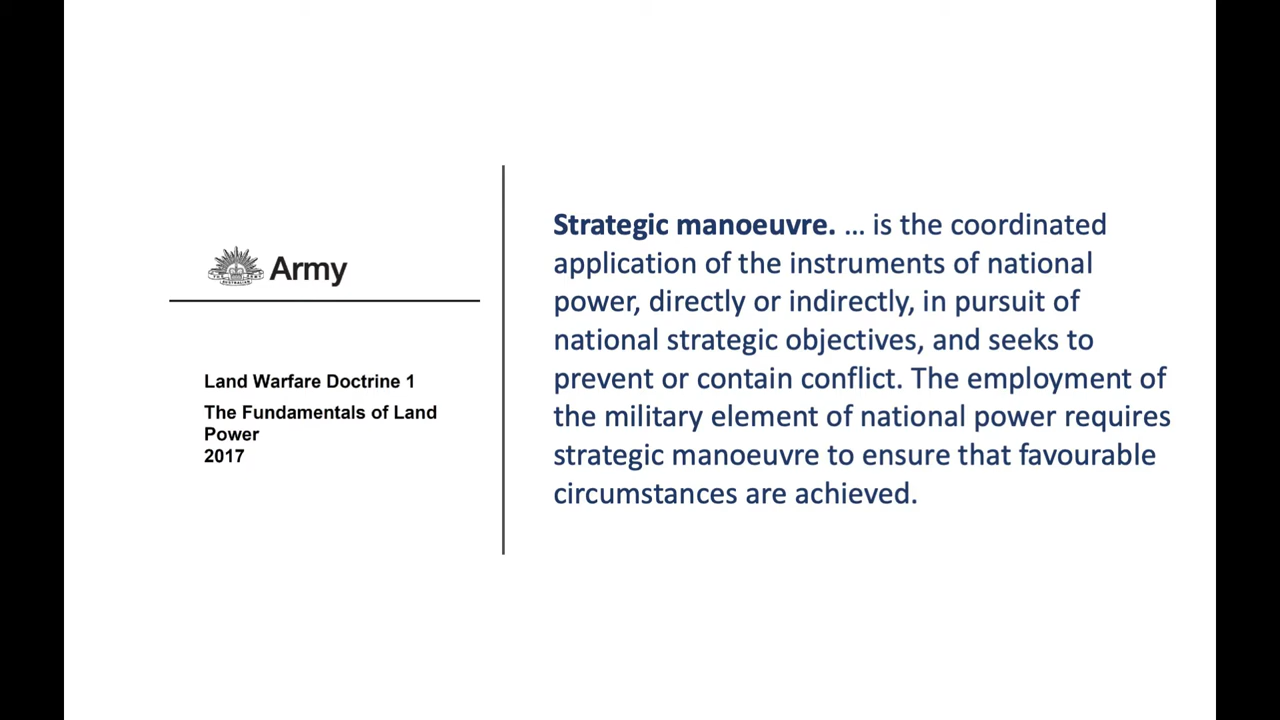 Army
Land Warfare Doctrine 1
The Fundamentals of Land
Power
2017
Strategic manoeuvre. ... is the coordinated
application of the instruments of national
power, directly or indirectly, in pursuit of
national strategic objectives, and seeks to
prevent or contain conflict. The employment of
the military element of national power requires
strategic manoeuvre to ensure that favourable
circumstances are achieved.